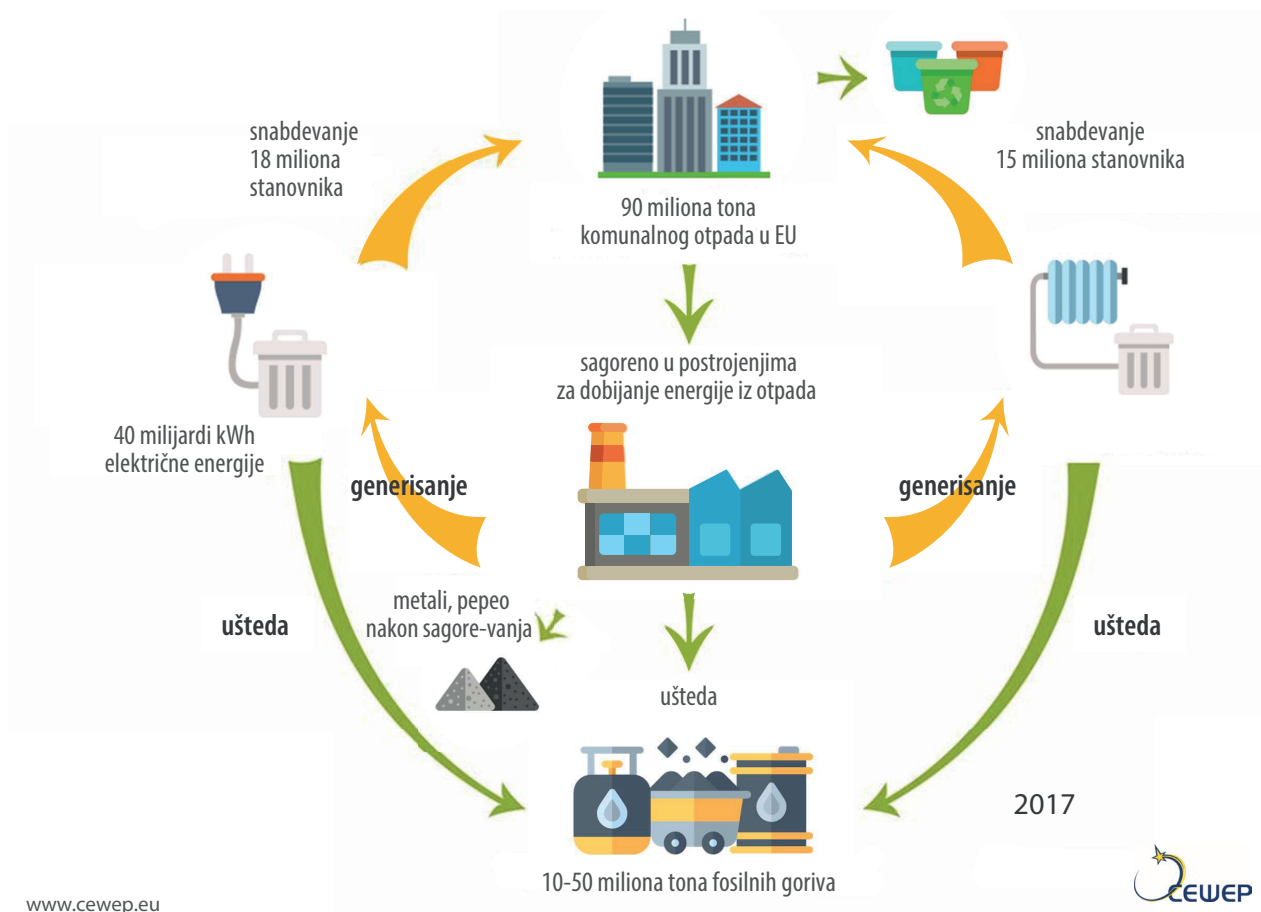 snabdevanje
18 miliona
stanovnika
snabdevanje
15 miliona stanovnika
90 miliona tona
komunalnog otpada u EU
sagoreno u postrojenjima
za dobijanje energije iz otpada
40 milijardi kWh
električne energije
generisanje
generisanje
metali, pepeo
nakon sagore-vanja
ušteda
ušteda
ušteda
2017
10-50 miliona tona fosilnih goriva
CEWEP
www.cewep.eu